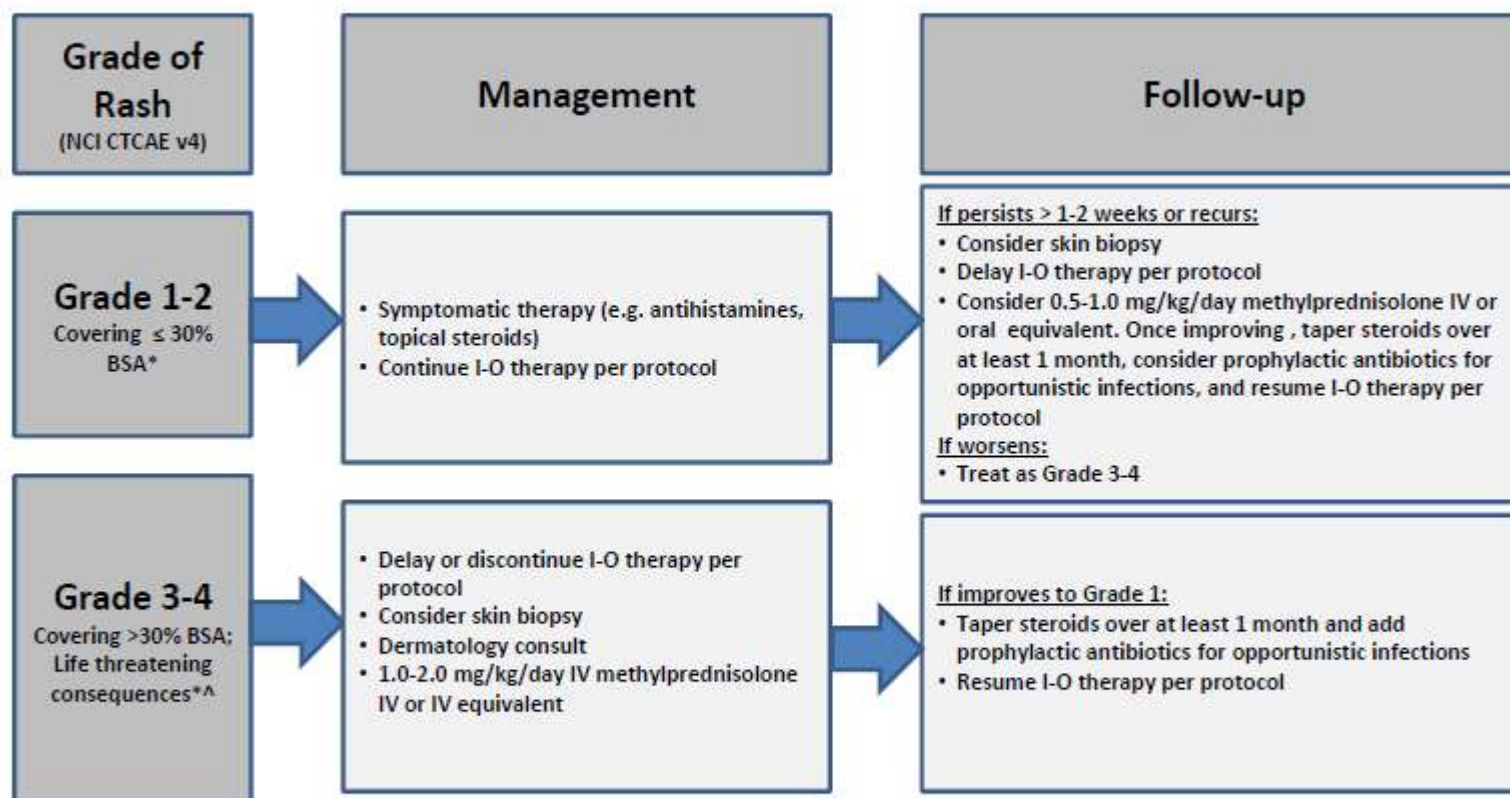 Grade of
Rash
(NCI CTCAE v4)
Management
Follow-up
Grade 1-2
Covering ≤ 30%
BSA*
• Symptomatic therapy (e.g. antihistamines,
topical steroids)
• Continue I-O therapy per protocol
If persists > 1-2 weeks or recurs:
• Consider skin biopsy
• Delay I-O therapy per protocol
• Consider 0.5-1.0 mg/kg/day methylprednisolone IV or
oral equivalent. Once improving , taper steroids over
at least 1 month, consider prophylactic antibiotics for
opportunistic infections, and resume I-O therapy per
protocol
If worsens:
• Treat as Grade 3-4
Grade 3-4
Covering >30% BSA;
Life threatening
consequences*^
• Delay or discontinue I-O therapy per
protocol
• Consider skin biopsy
• Dermatology consult
• 1.0-2.0 mg/kg/day IV methylprednisolone
IV or IV equivalent
If improves to Grade 1:
• Taper steroids over at least 1 month and add
prophylactic antibiotics for opportunistic infections
• Resume I-O therapy per protocol